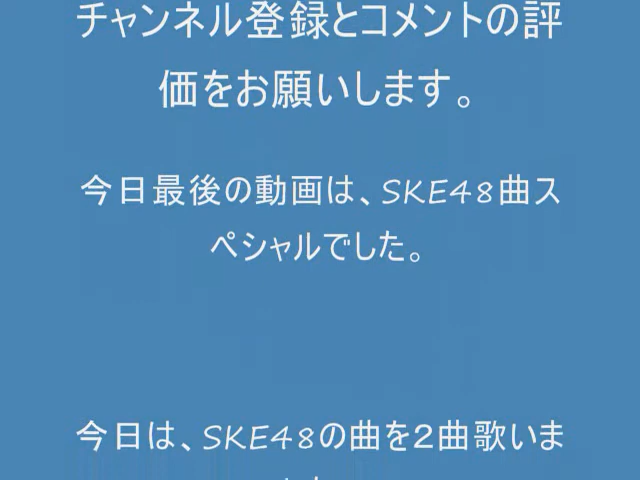 チャンネル登録とコメントの評
価をお願いします。
今日最後の動画は、SKE48曲ス
ペシャルでした。
今日は、SKE48の曲を2曲歌いま